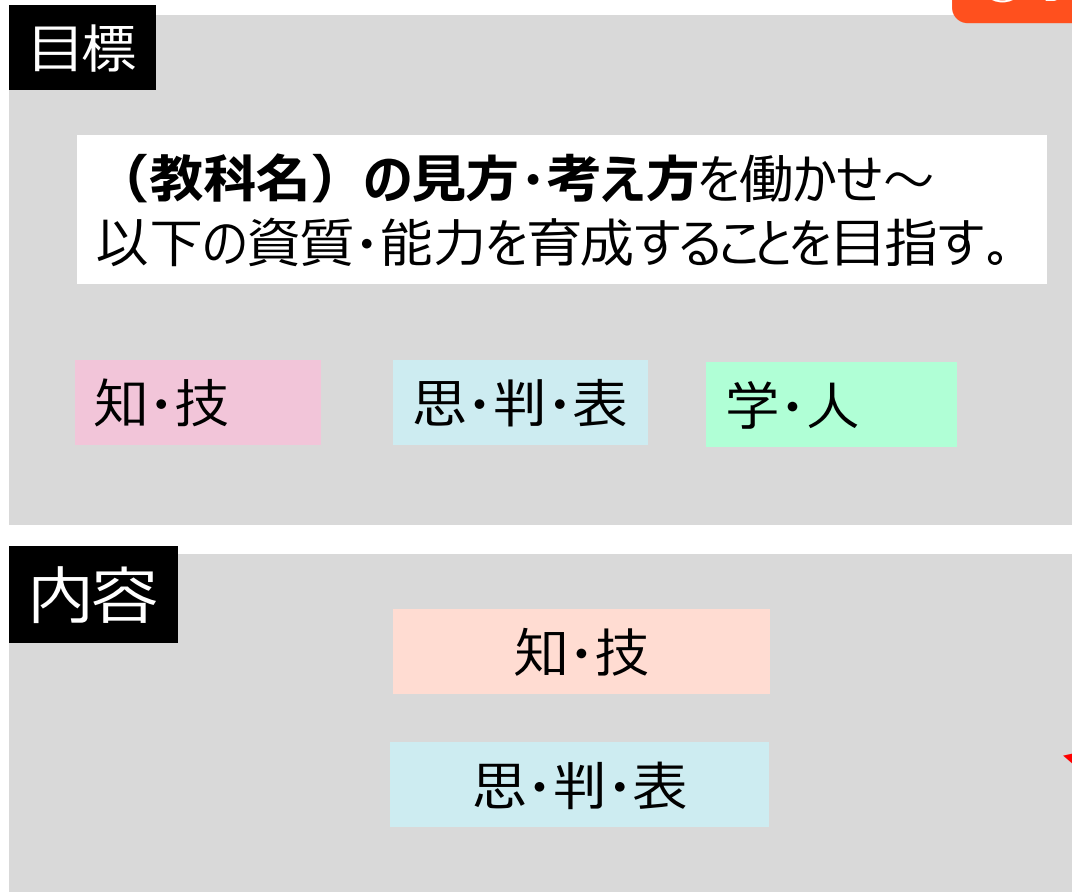 目標
（教科名）の見方・考え方を働かせ～
以下の資質・能力を育成することを目指す。
知・技
思・判・表
学・人
内容
知・技
思・判・表